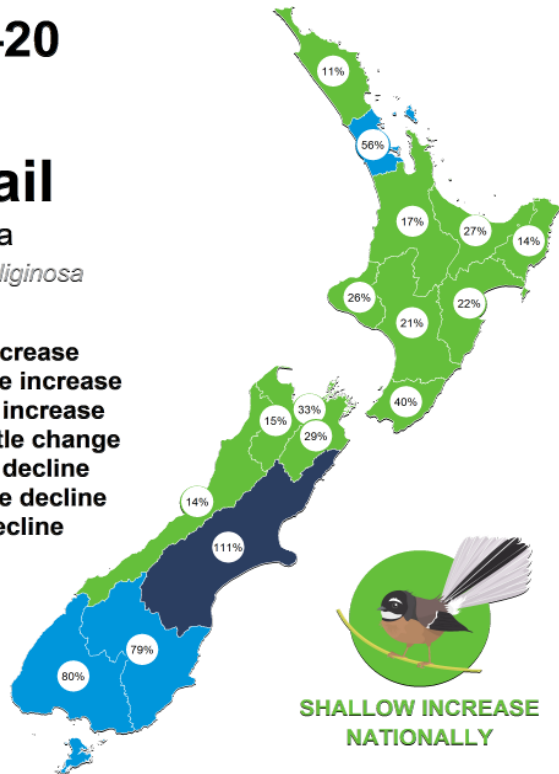 -20
ail
a
liginosa
crease
e increase
increase
tle change
decline
e decline
ecline
11%
56%
17%
27%
14%
26%
22%
21%
40%
33%
15%
29%
14%
111%
79%
80%
SHALLOW INCREASE
NATIONALLY